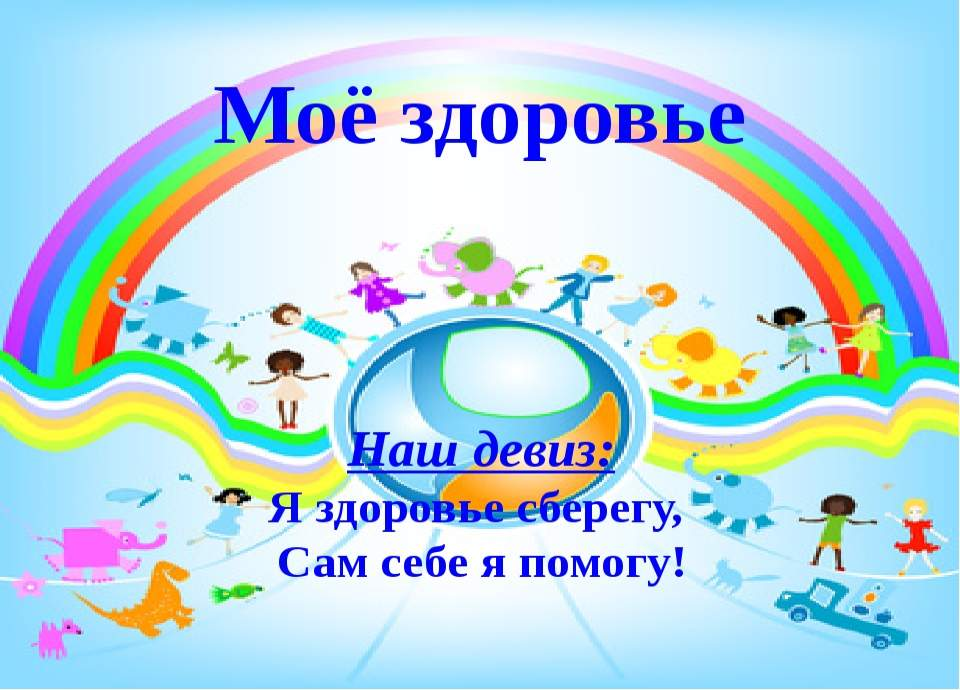 Моё здоровье
Наш девиз:
Я здоровье сберегу,
Сам себе я помогу!